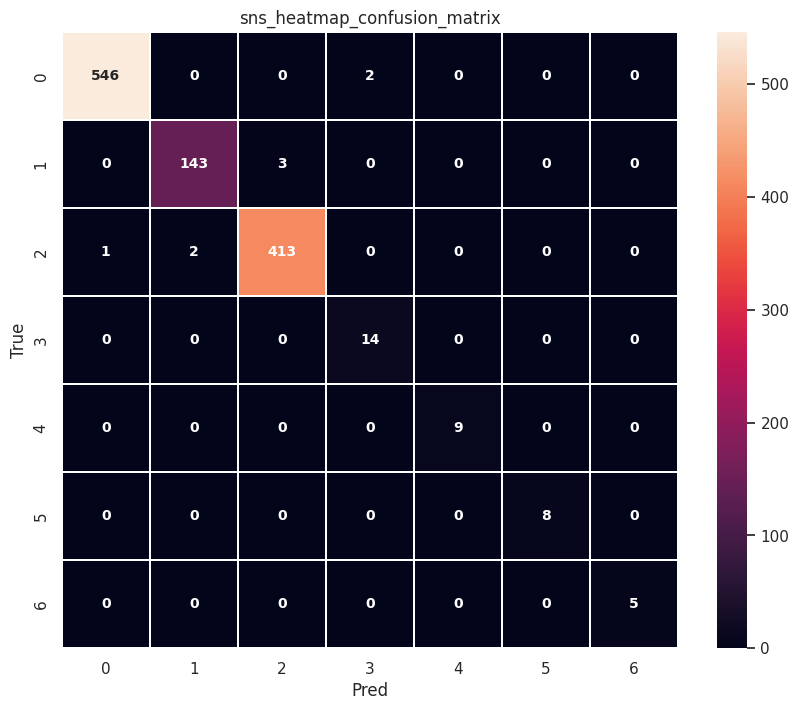 sns_heatmap_confusion_matrix
True
0 546 0 0 2 0 0 0
1 0 143 3 0 0 0 0
2 1 2 413 0 0 0 0
3 0 0 0 14 0 0 0
4 0 0 0 0 9 0 0
5 0 0 0 0 0 8 0
6 0 0 0 0 0 0 5
0 1 2 3 4 5 6
Pred
500
400
300
200
100
0